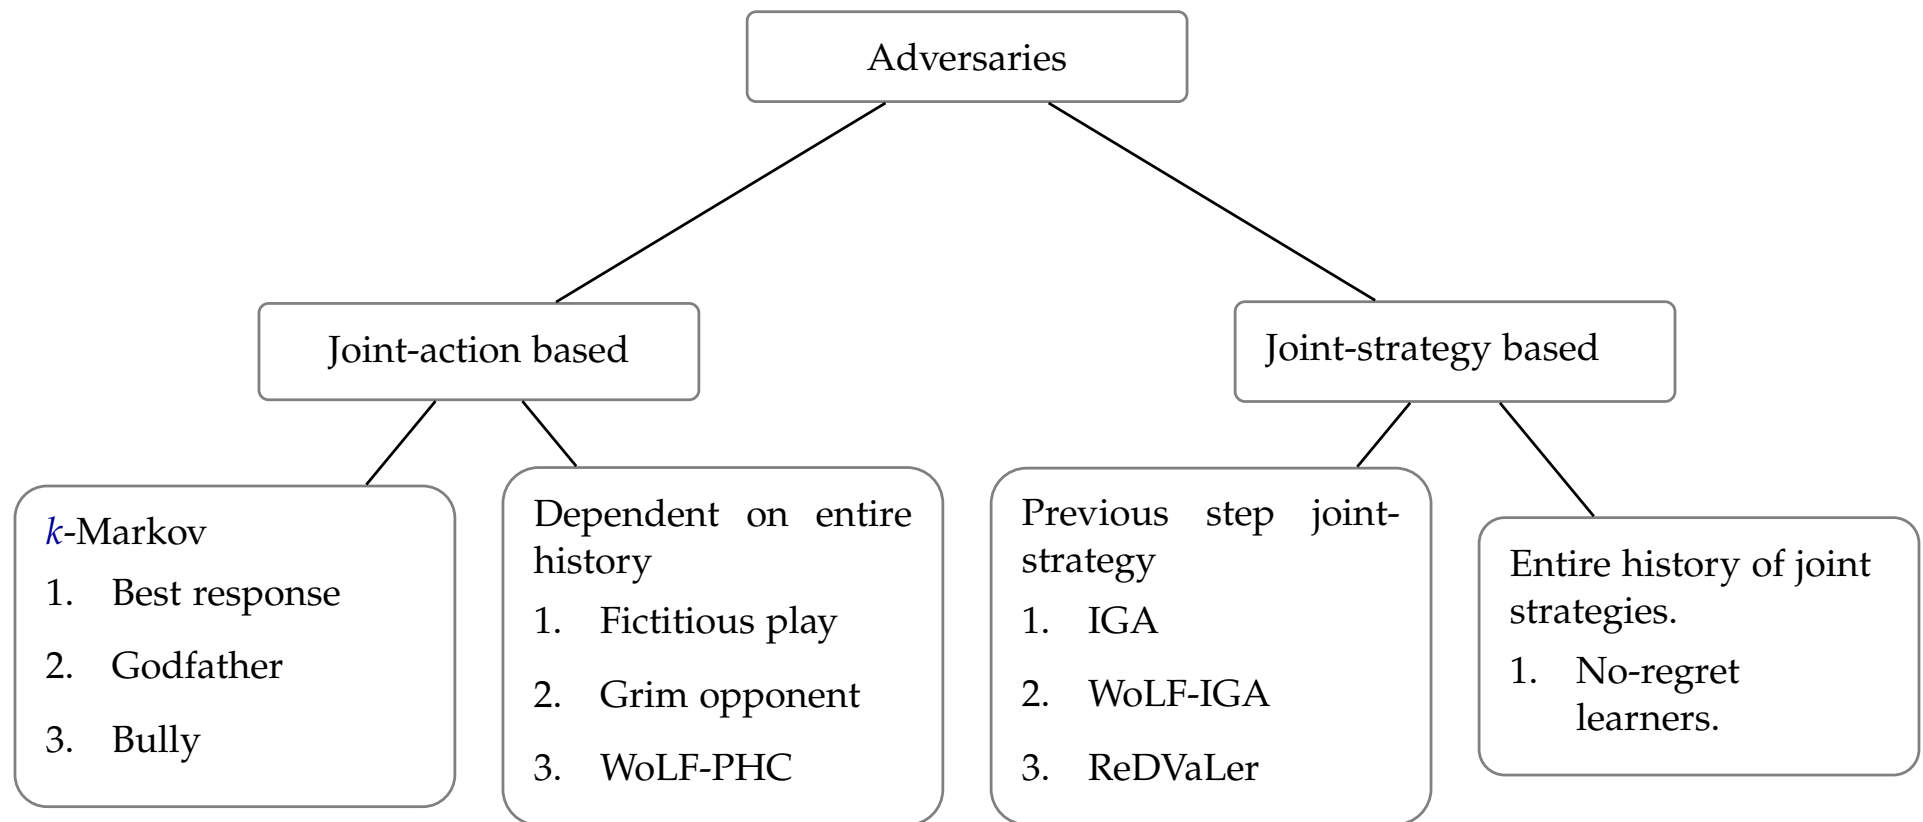 Adversaries
Joint-action based
Joint-strategy based
k-Markov
1. Best response
2. Godfather
3. Bully
Dependent on entire
history
1. Fictitious play
2. Grim opponent
3. WoLF-PHC
Previous step joint-
strategy
1. IGA
2. WoLF-IGA
3. ReDVaLer
Entire history of joint
strategies.
1. No-regret
learners.